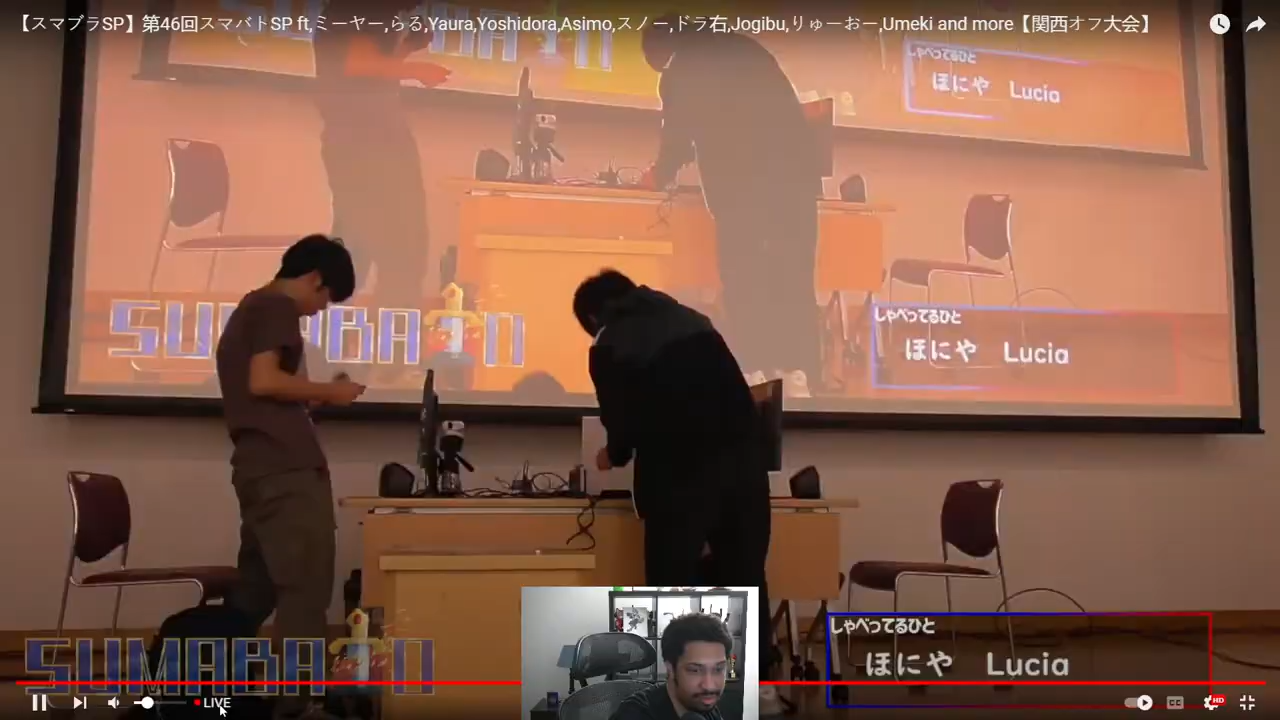 【スマブラSP】第46回スマバトSP ft,ミーヤー,らる,Yaura,Yoshidora,Asimo,スノー,ドラ右,Jogibu,りゅーおー,Umeki and more【関西オフ大会】
しゃべってるひと
ほにや Lucia
SUMABATO
しゃべってるひと
ほにや Lucia
SUMABATO
しゃべってるひと
ほにや Lucia
LIVE
CC
HD